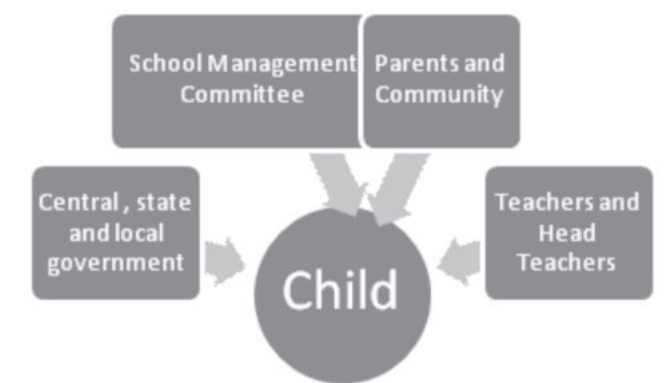 School Management
Committee
Parents and
Community
Central , state
and local
government
Teachers and
Head
Teachers
Child